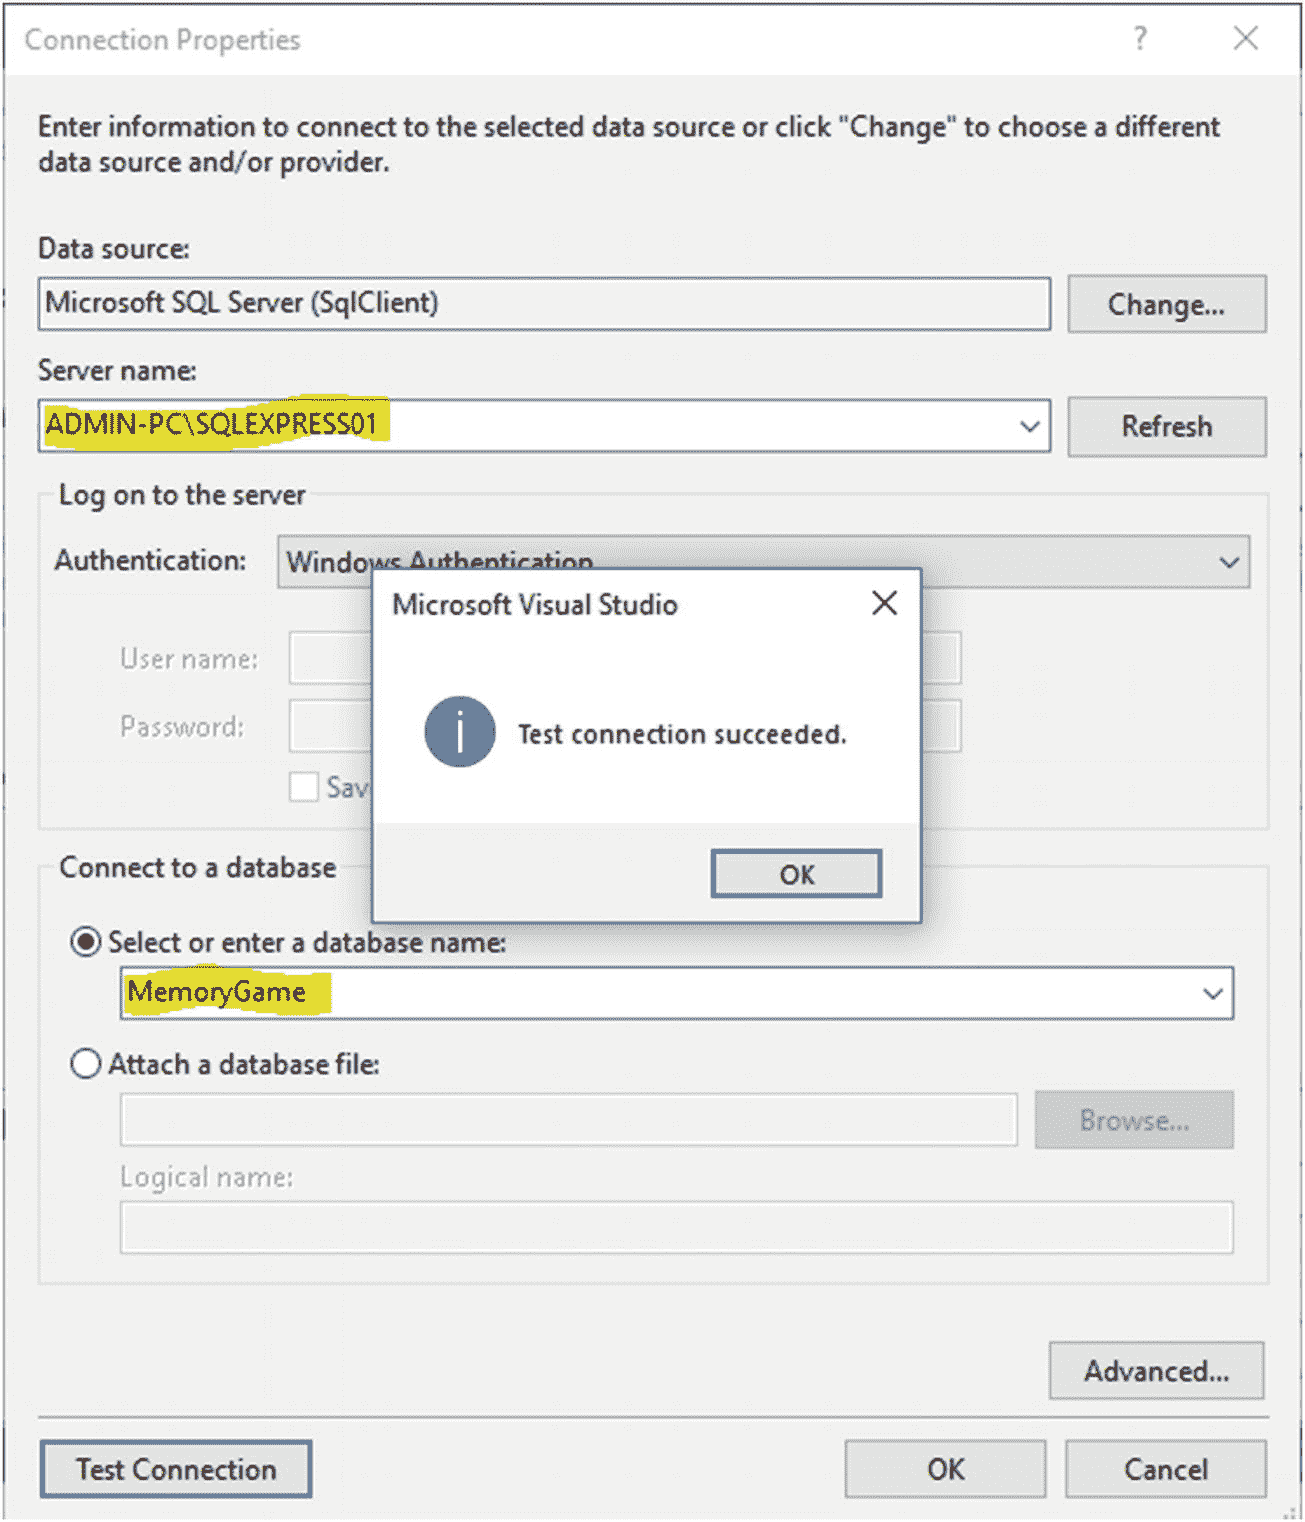 Connection Properties
?
Enter information to connect to the selected data source or click "Change" to choose a different
data source and/or provider.
Data source:
Microsoft SQL Server (SqlClient)
Change...
Server name:
ADMIN-PC\SQLEXPRESS01
Refresh
Log on to the server
Authentication:
Windows Authentication
Microsoft Visual Studio
User name:
Test connection succeeded.
Password:
Sav
OK
Connect to a database
Select or enter a database name:
MemoryGame
Attach a database file:
Browse...
Logical name:
Advanced...
Test Connection
OK
Cancel